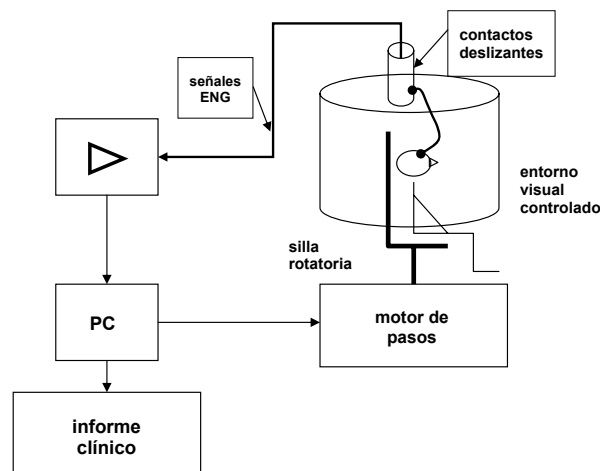 contactos
deslizantes
señales
ENG
entorno
visual
controlado
silla
rotatoria
PC
motor de
pasos
informe
clínico